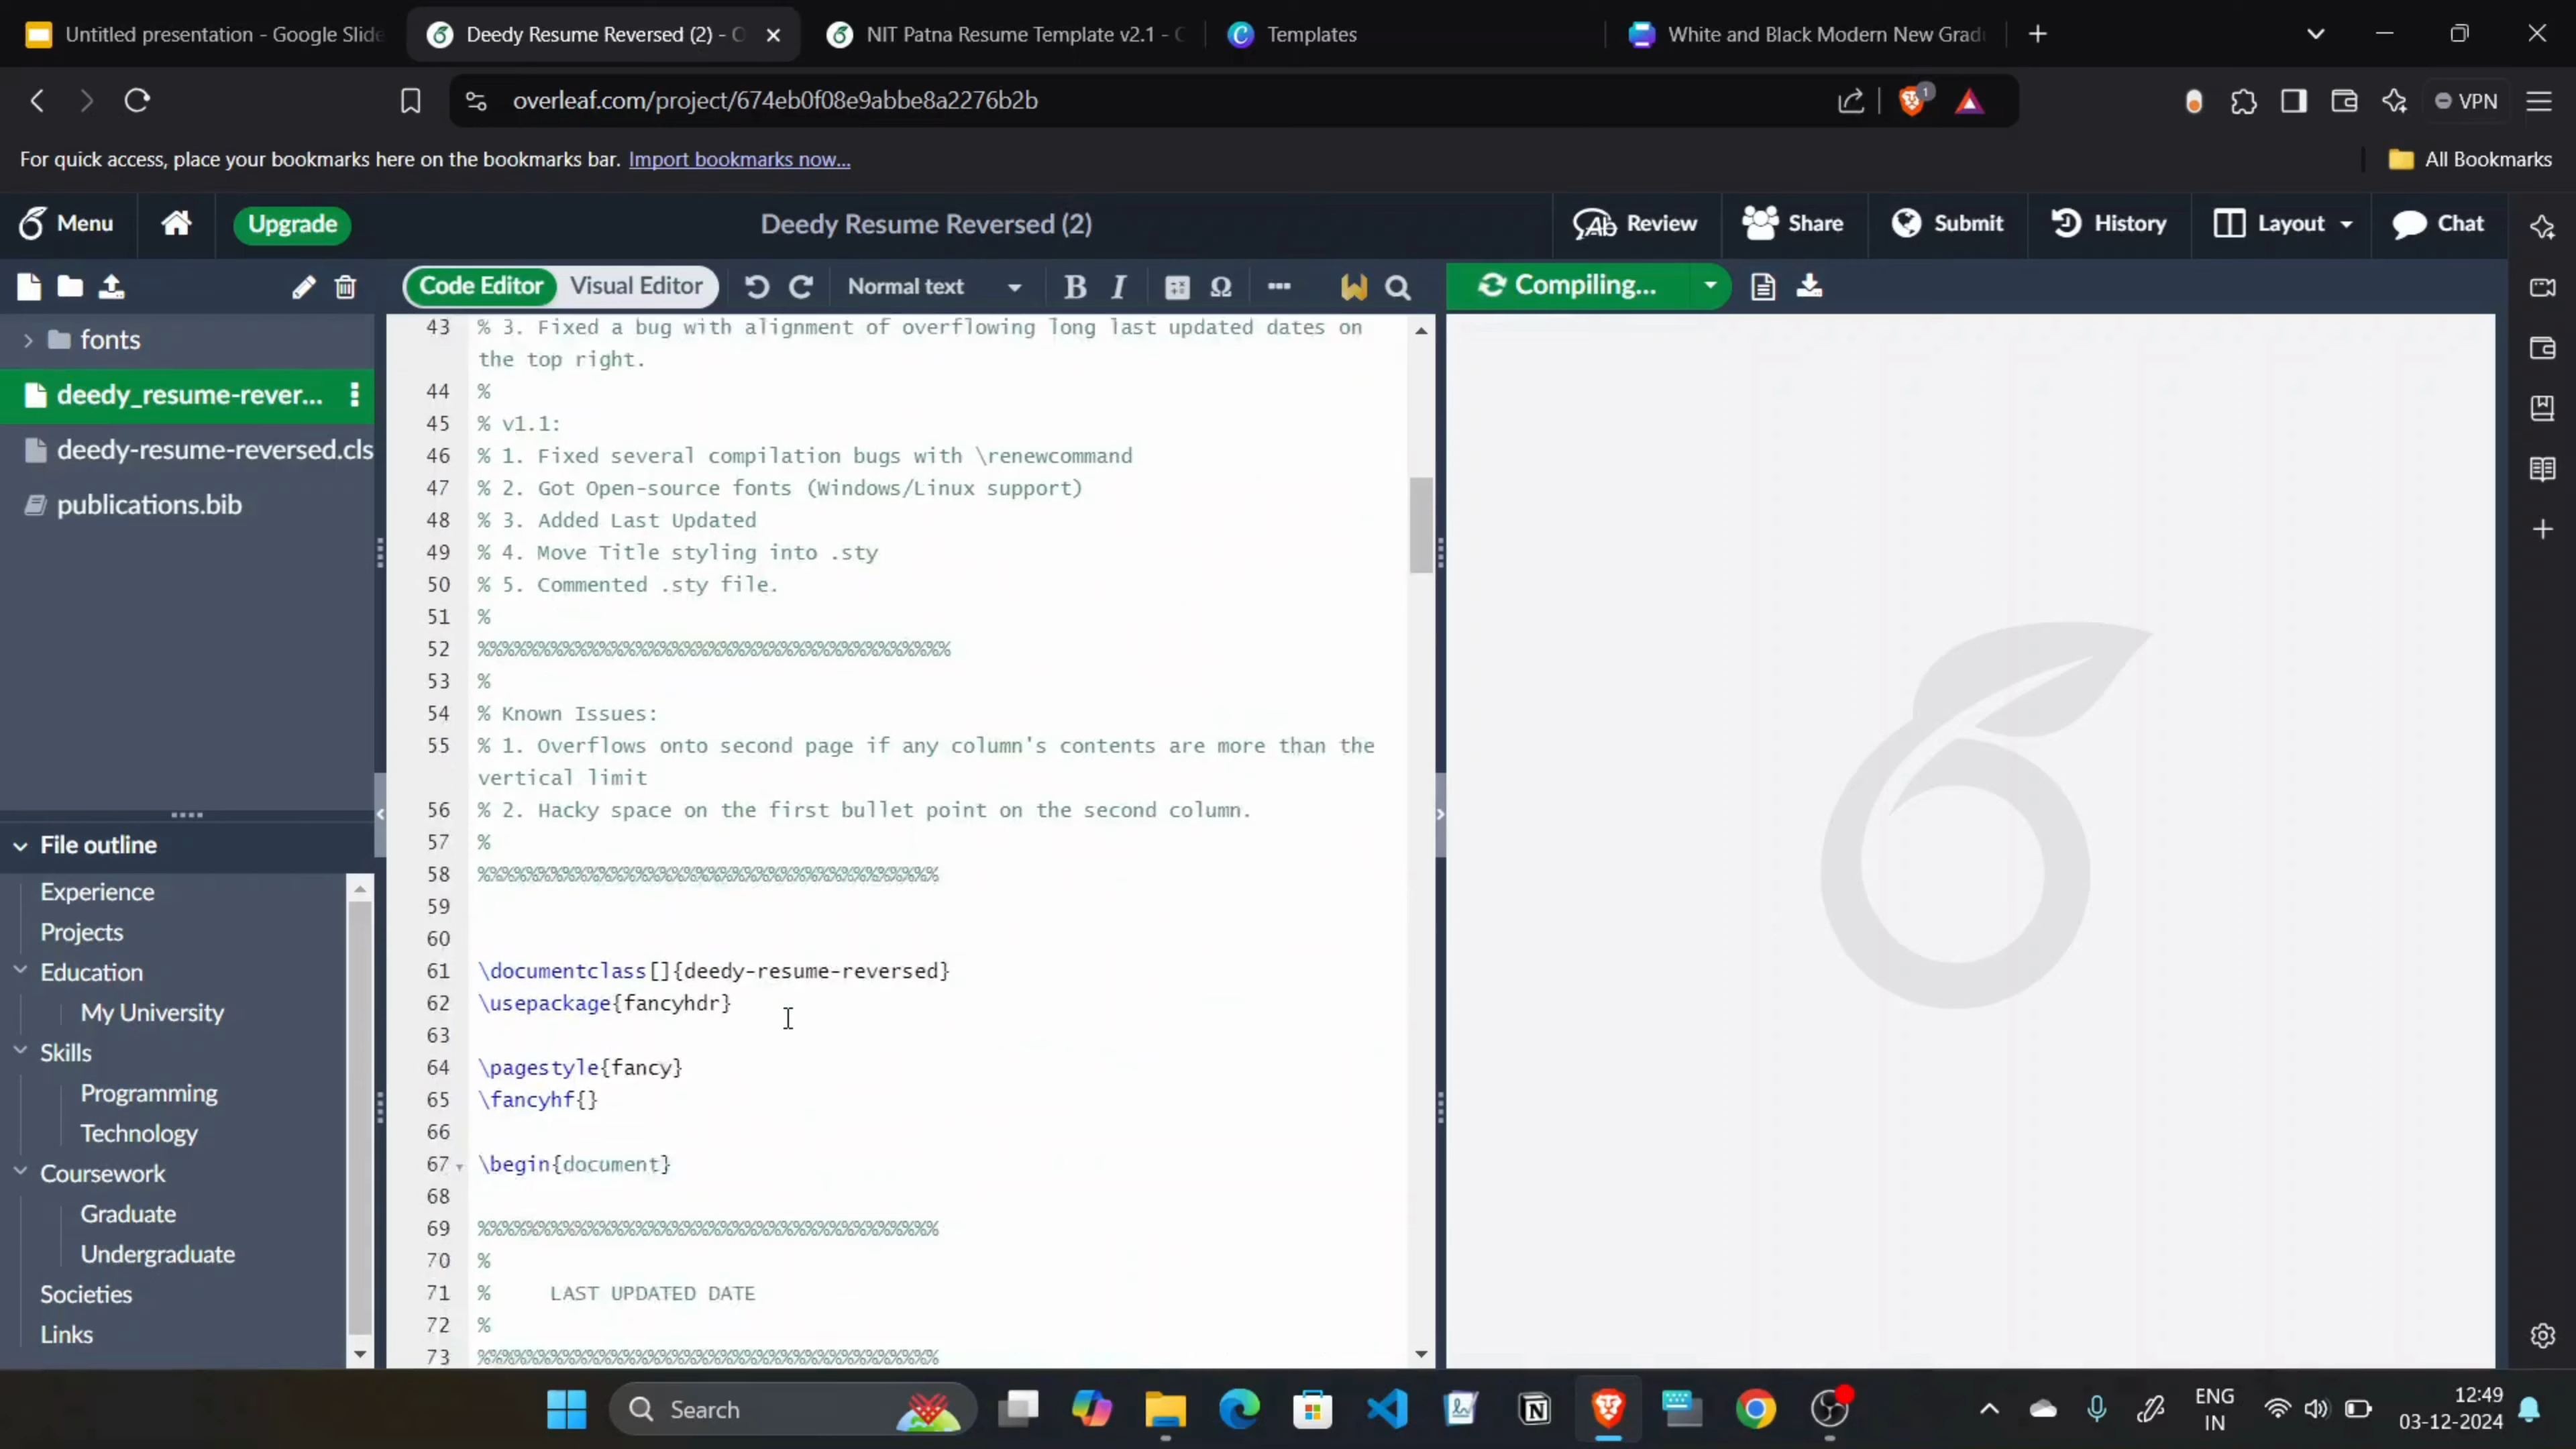 Untitled presentation - Google Slide
Deedy Resume Reversed (2) - O
NIT Patna Resume Template v2.1 - O
Templates
White and Black Modern New Gradu
overleaf.com/project/674eb0f08e9abbe8a2276b2b
1
VPN
For quick access, place your bookmarks here on the bookmarks bar. Import bookmarks now...
All Bookmarks
Menu
Upgrade
Deedy Resume Reversed (2)
Review
Share
Submit
History
Layout
Chat
Code Editor
Visual Editor
Normal text
B I
Ω
Compiling...
fonts
deedy_resume-rever...
deedy-resume-reversed.cls
publications.bib
File outline
Experience
Projects
Education
My University
Skills
Programming
Technology
Coursework
Graduate
Undergraduate
Societies
Links
43 % 3. Fixed a bug with alignment of overflowing long last updated dates on
the top right.
44 %
45 % v1.1:
46 % 1. Fixed several compilation bugs with \renewcommand
47 % 2. Got Open-source fonts (Windows/Linux support)
48 % 3. Added Last Updated
49 % 4. Move Title styling into .sty
50 % 5. Commented .sty file.
51 %
52 %%%%%%%%%%%%%%%%%%%%%%%%%%%%%%%%%%%%%%%
53 %
54 % Known Issues:
55 % 1. Overflows onto second page if any column's contents are more than the
vertical limit
56 % 2. Hacky space on the first bullet point on the second column.
57 %
58 %%%%%%%%%%%%%%%%%%%%%%%%%%%%%%%%%%%%%%
59
60
61 \documentclass[]{deedy-resume-reversed}
62 \usepackage{fancyhdr}
63
64 \pagestyle{fancy}
65 \fancyhf{}
66
67 \begin{document}
68
69 %%%%%%%%%%%%%%%%%%%%%%%%%%%%%%%%%%%%%%
70 %
71 %     LAST UPDATED DATE
72 %
73 %%%%%%%%%%%%%%%%%%%%%%%%%%%%%%%%%%%%%%
Search
ENG
IN
12:49
03-12-2024